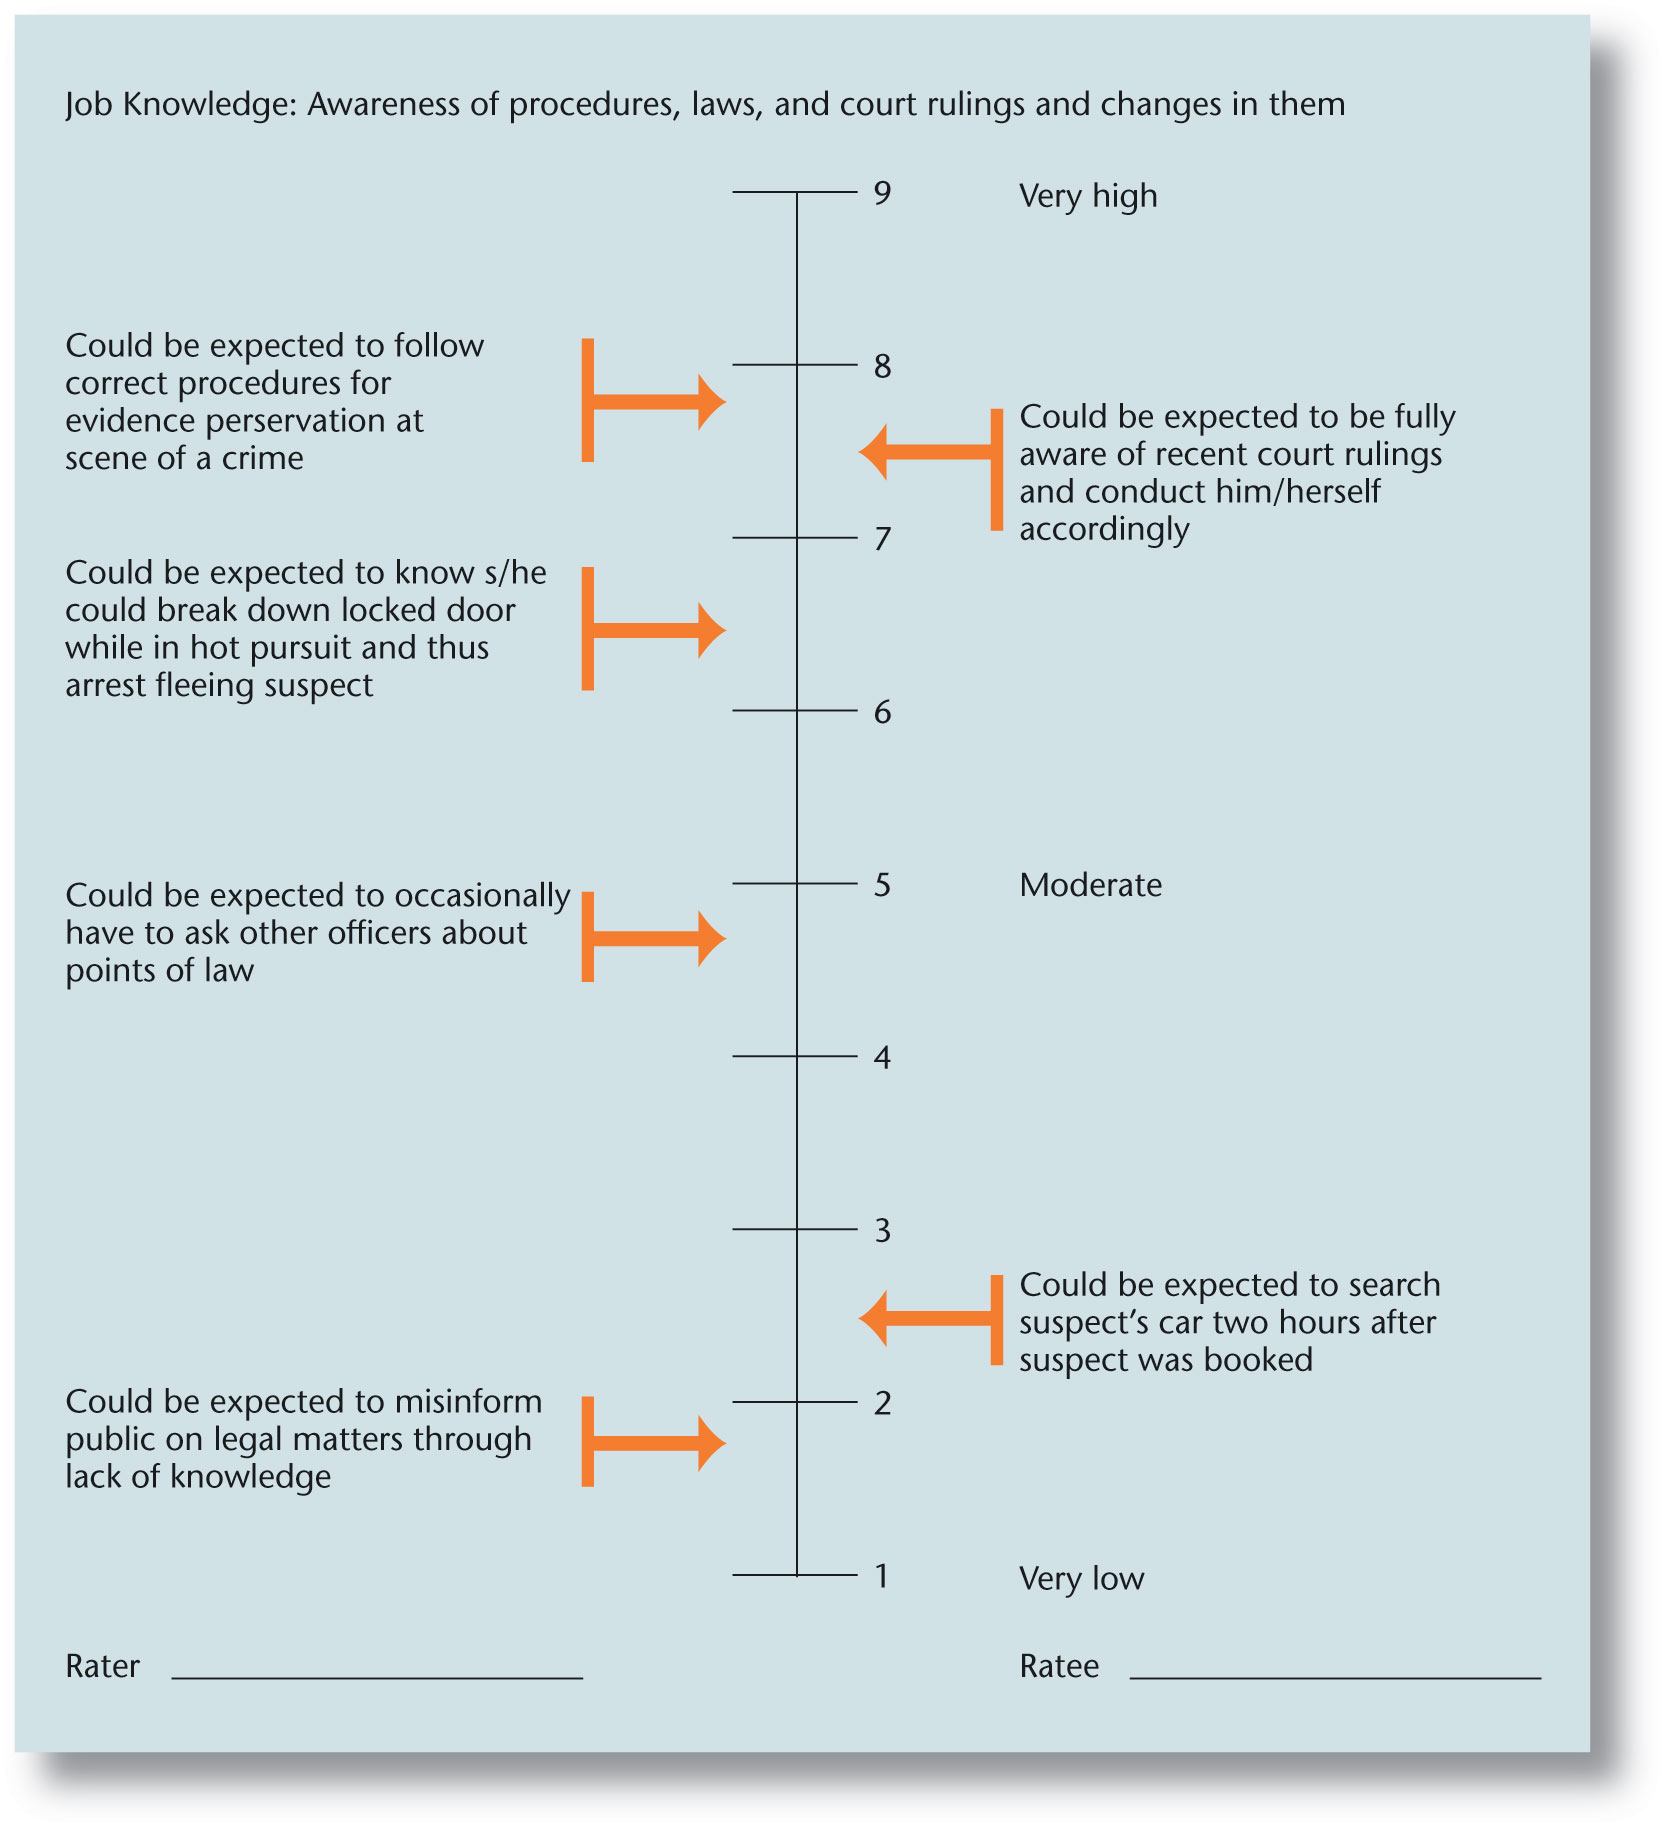 Job Knowledge: Awareness of procedures, laws, and court rulings and changes in them
9
Very high
Could be expected to follow
correct procedures for
evidence perservation at
scene of a crime
8
Could be expected to be fully
aware of recent court rulings
and conduct him/herself
accordingly
7
Could be expected to know s/he
could break down locked door
while in hot pursuit and thus
arrest fleeing suspect
6
5
Moderate
Could be expected to occasionally
have to ask other officers about
points of law
4
3
Could be expected to search
suspect’s car two hours after
suspect was booked
2
Could be expected to misinform
public on legal matters through
lack of knowledge
1
Very low
Rater
Ratee